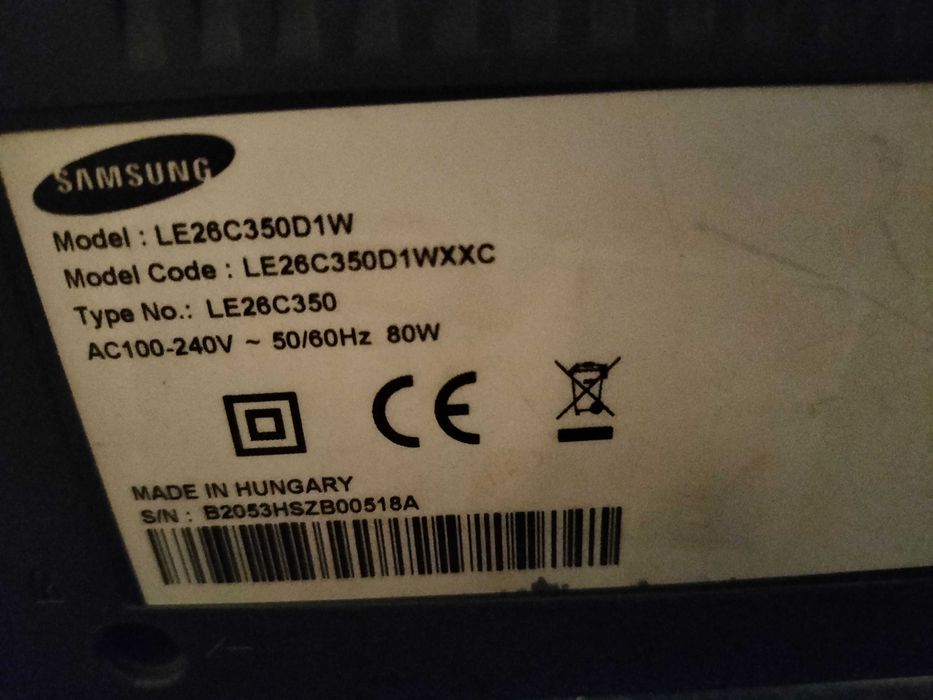 SAMSUNG
Model : LE26C350D1W
Model Code : LE26C350D1WXXC
Type No.: LE26C350
AC100-240V ~ 50/60Hz 80W
CE
MADE IN HUNGARY
S/N : B2053HSZB00518A